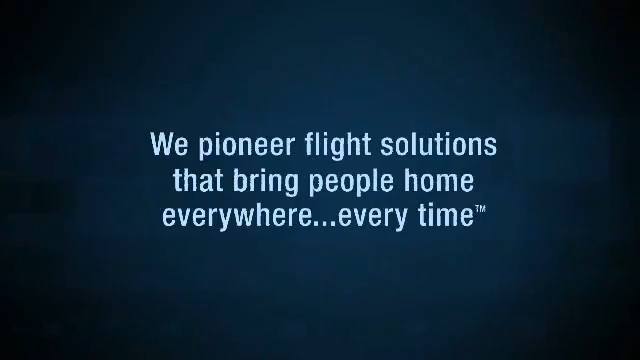 We pioneer flight solutions
that bring people home
everywhere...every time™